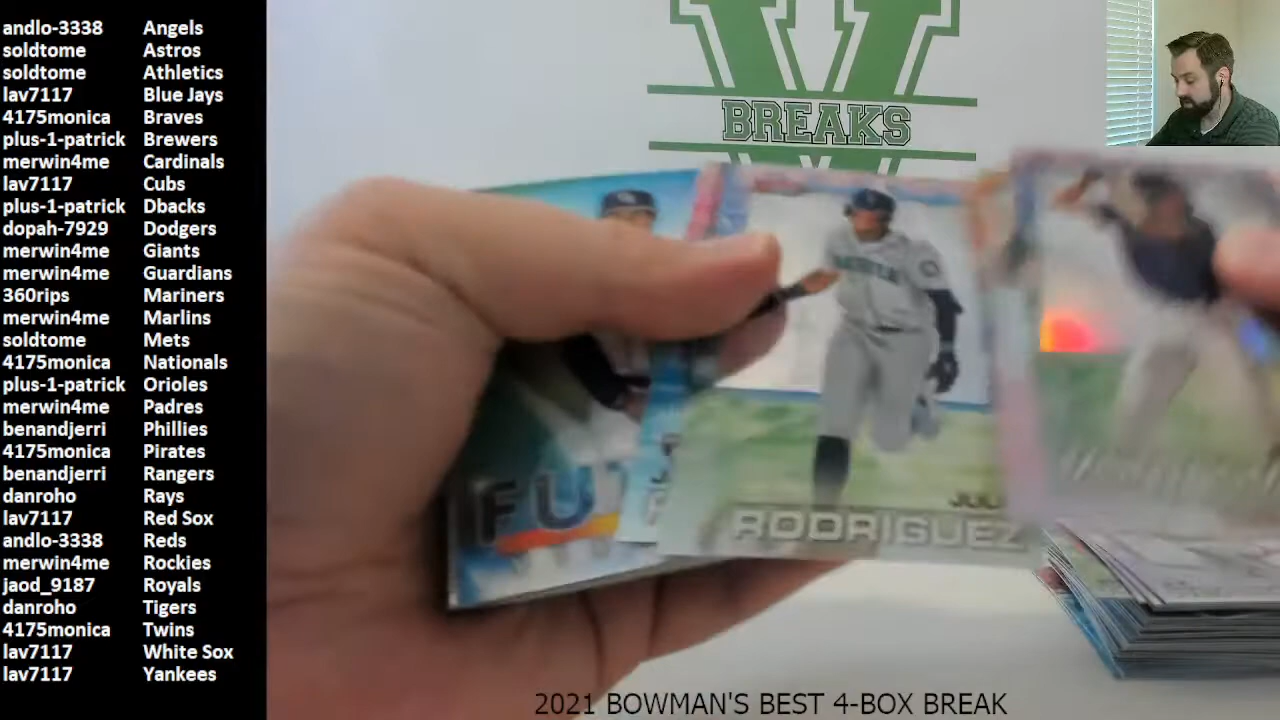 andlo-3338 Angels
soldtome Astros
soldtome Athletics
lav7117 Blue Jays
4175monica Braves
plus-1-patrick Brewers
merwin4me Cardinals
lav7117 Cubs
plus-1-patrick Dbacks
dopah-7929 Dodgers
merwin4me Giants
merwin4me Guardians
360rips Mariners
merwin4me Marlins
soldtome Mets
4175monica Nationals
plus-1-patrick Orioles
merwin4me Padres
benandjerri Phillies
4175monica Pirates
benandjerri Rangers
danroho Rays
lav7117 Red Sox
andlo-3338 Reds
merwin4me Rockies
jaod_9187 Royals
danroho Tigers
4175monica Twins
lav7117 White Sox
lav7117 Yankees
V
BREAKS
RODRIGUEZ
2021 BOWMAN'S BEST 4-BOX BREAK